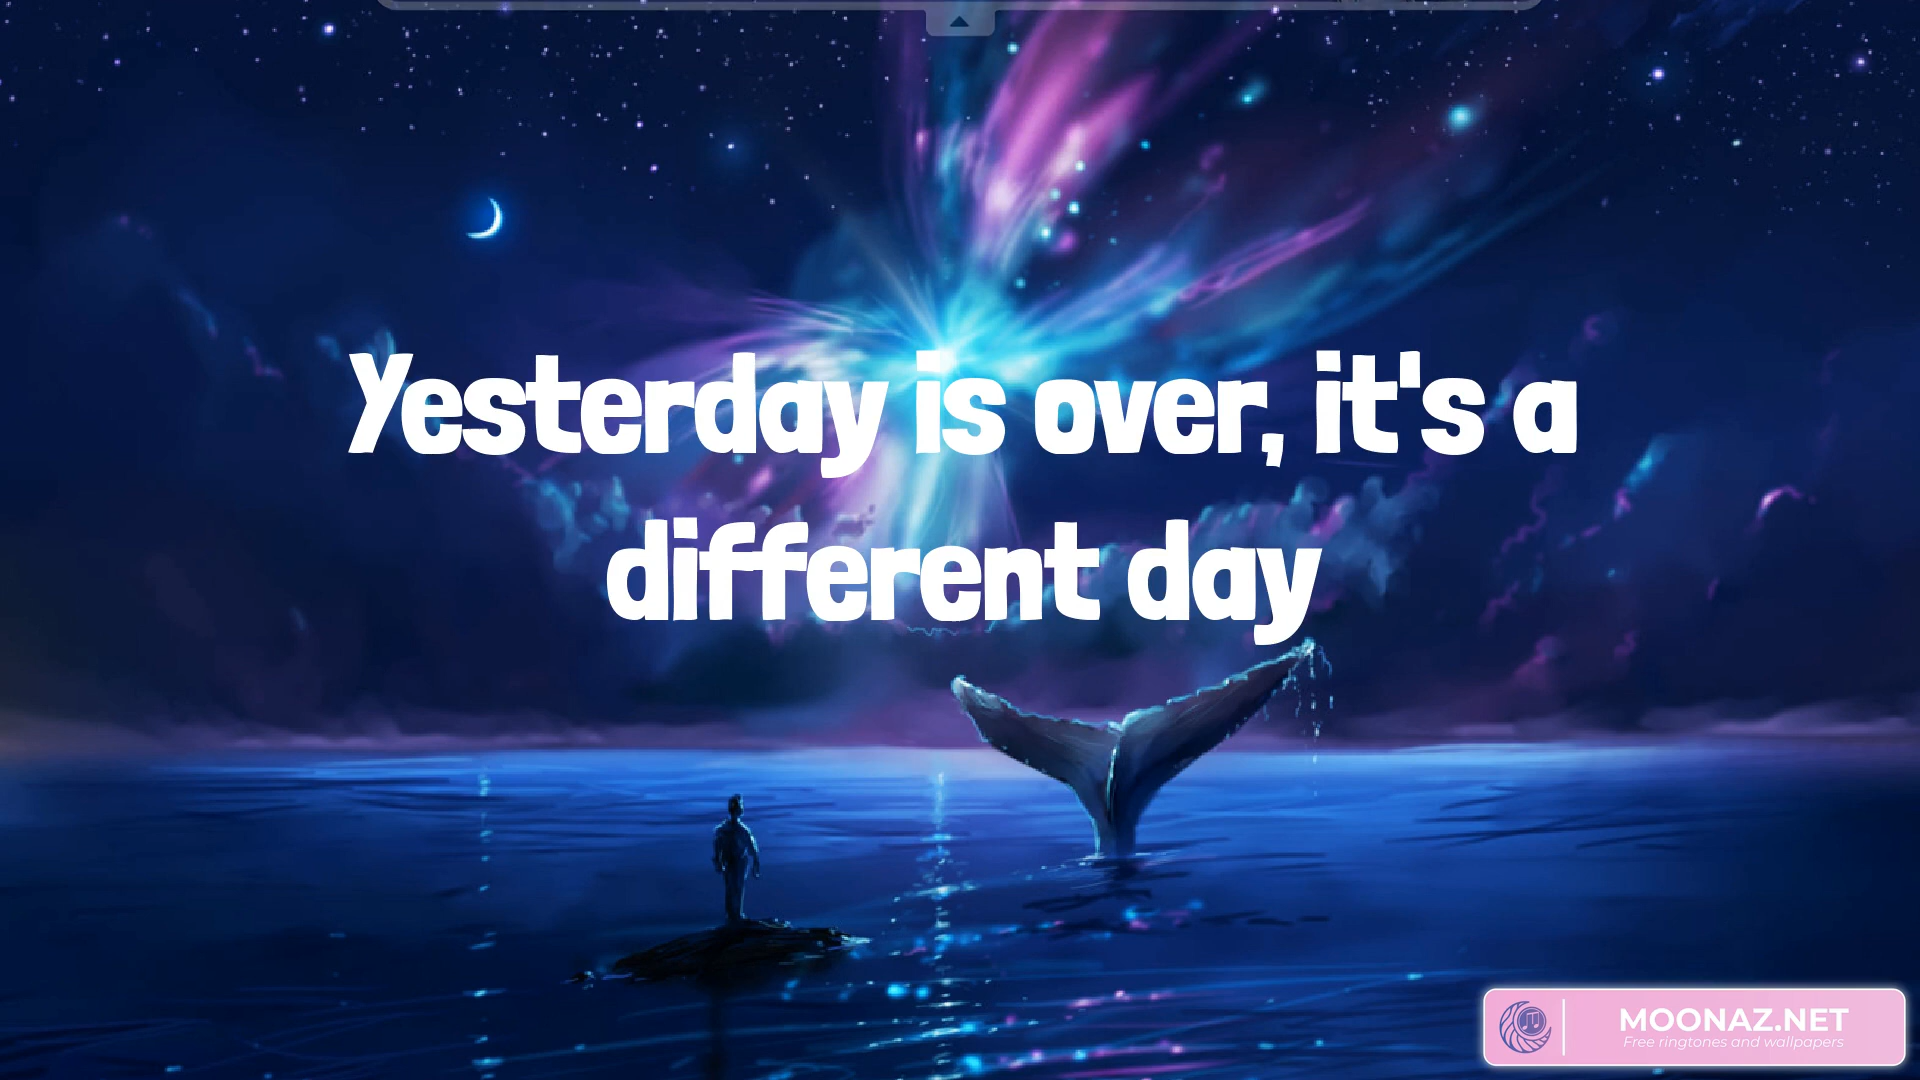 Yesterday is over, it's a
different day
MOONAZ.NET
Free ringtones and wallpapers